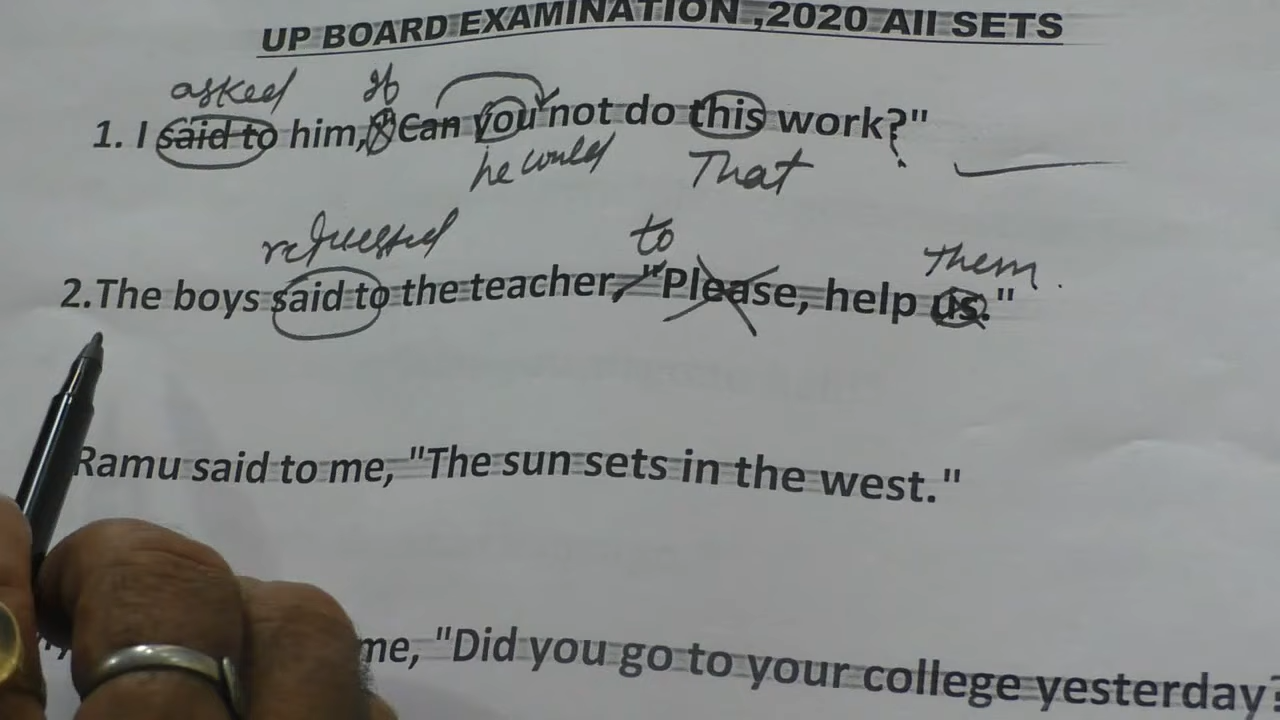 UP BOARD EXAMINATION ,2020 All SETS
asked If
1. I said to him, "Can you not do this work?"
he could That
requested to them.
2.The boys said to the teacher, "Please, help us."
Ramu said to me, "The sun sets in the west."
me, "Did you go to your college yesterday?